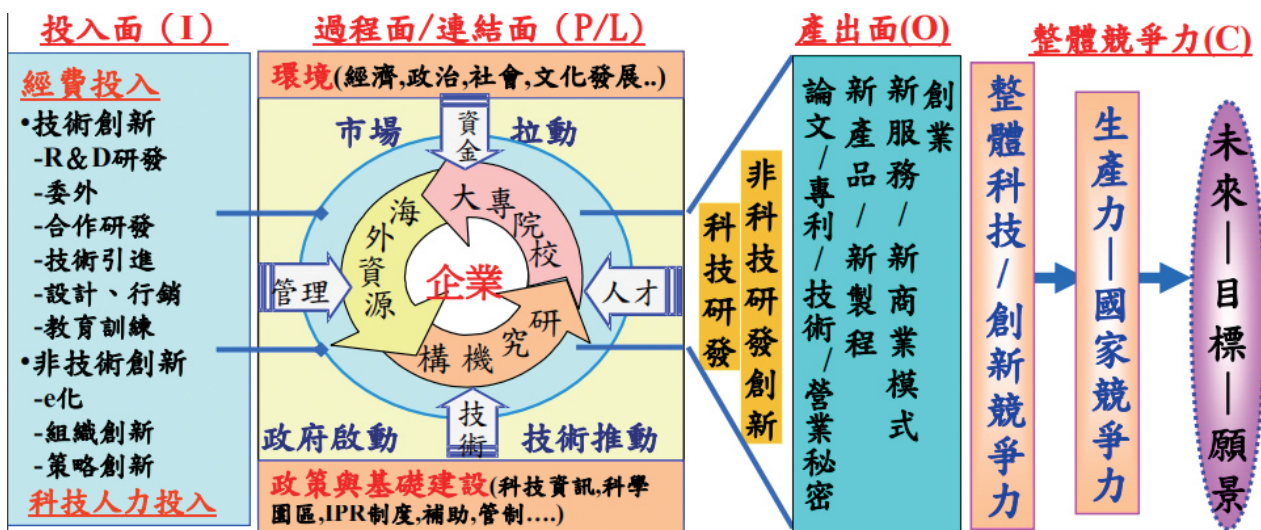 投入面（I）
經費投入
•技術創新
-R＆D研發
-委外
-合作研發
-技術引進
-設計、行銷
-教育訓練
•非技術創新
-e化
-組織創新
-策略創新
科技人力投入
過程面/連結面（P/L）
環境(經濟,政治,社會,文化發展..)
市場
拉動
資金
大專院校
海外資源
企業
管理
人才
研究機構
技術
政府啟動
技術推動
政策與基礎建設(科技資訊,科學
園區,IPR制度,補助,管制....)
科技研發
非科技研發創新
產出面(O)
創業
新服務/新商業模式
新產品/新製程
論文/專利/技術/營業秘密
整體競爭力(C)
整體科技/創新競爭力
生產力—國家競爭力
未來—目標—願景